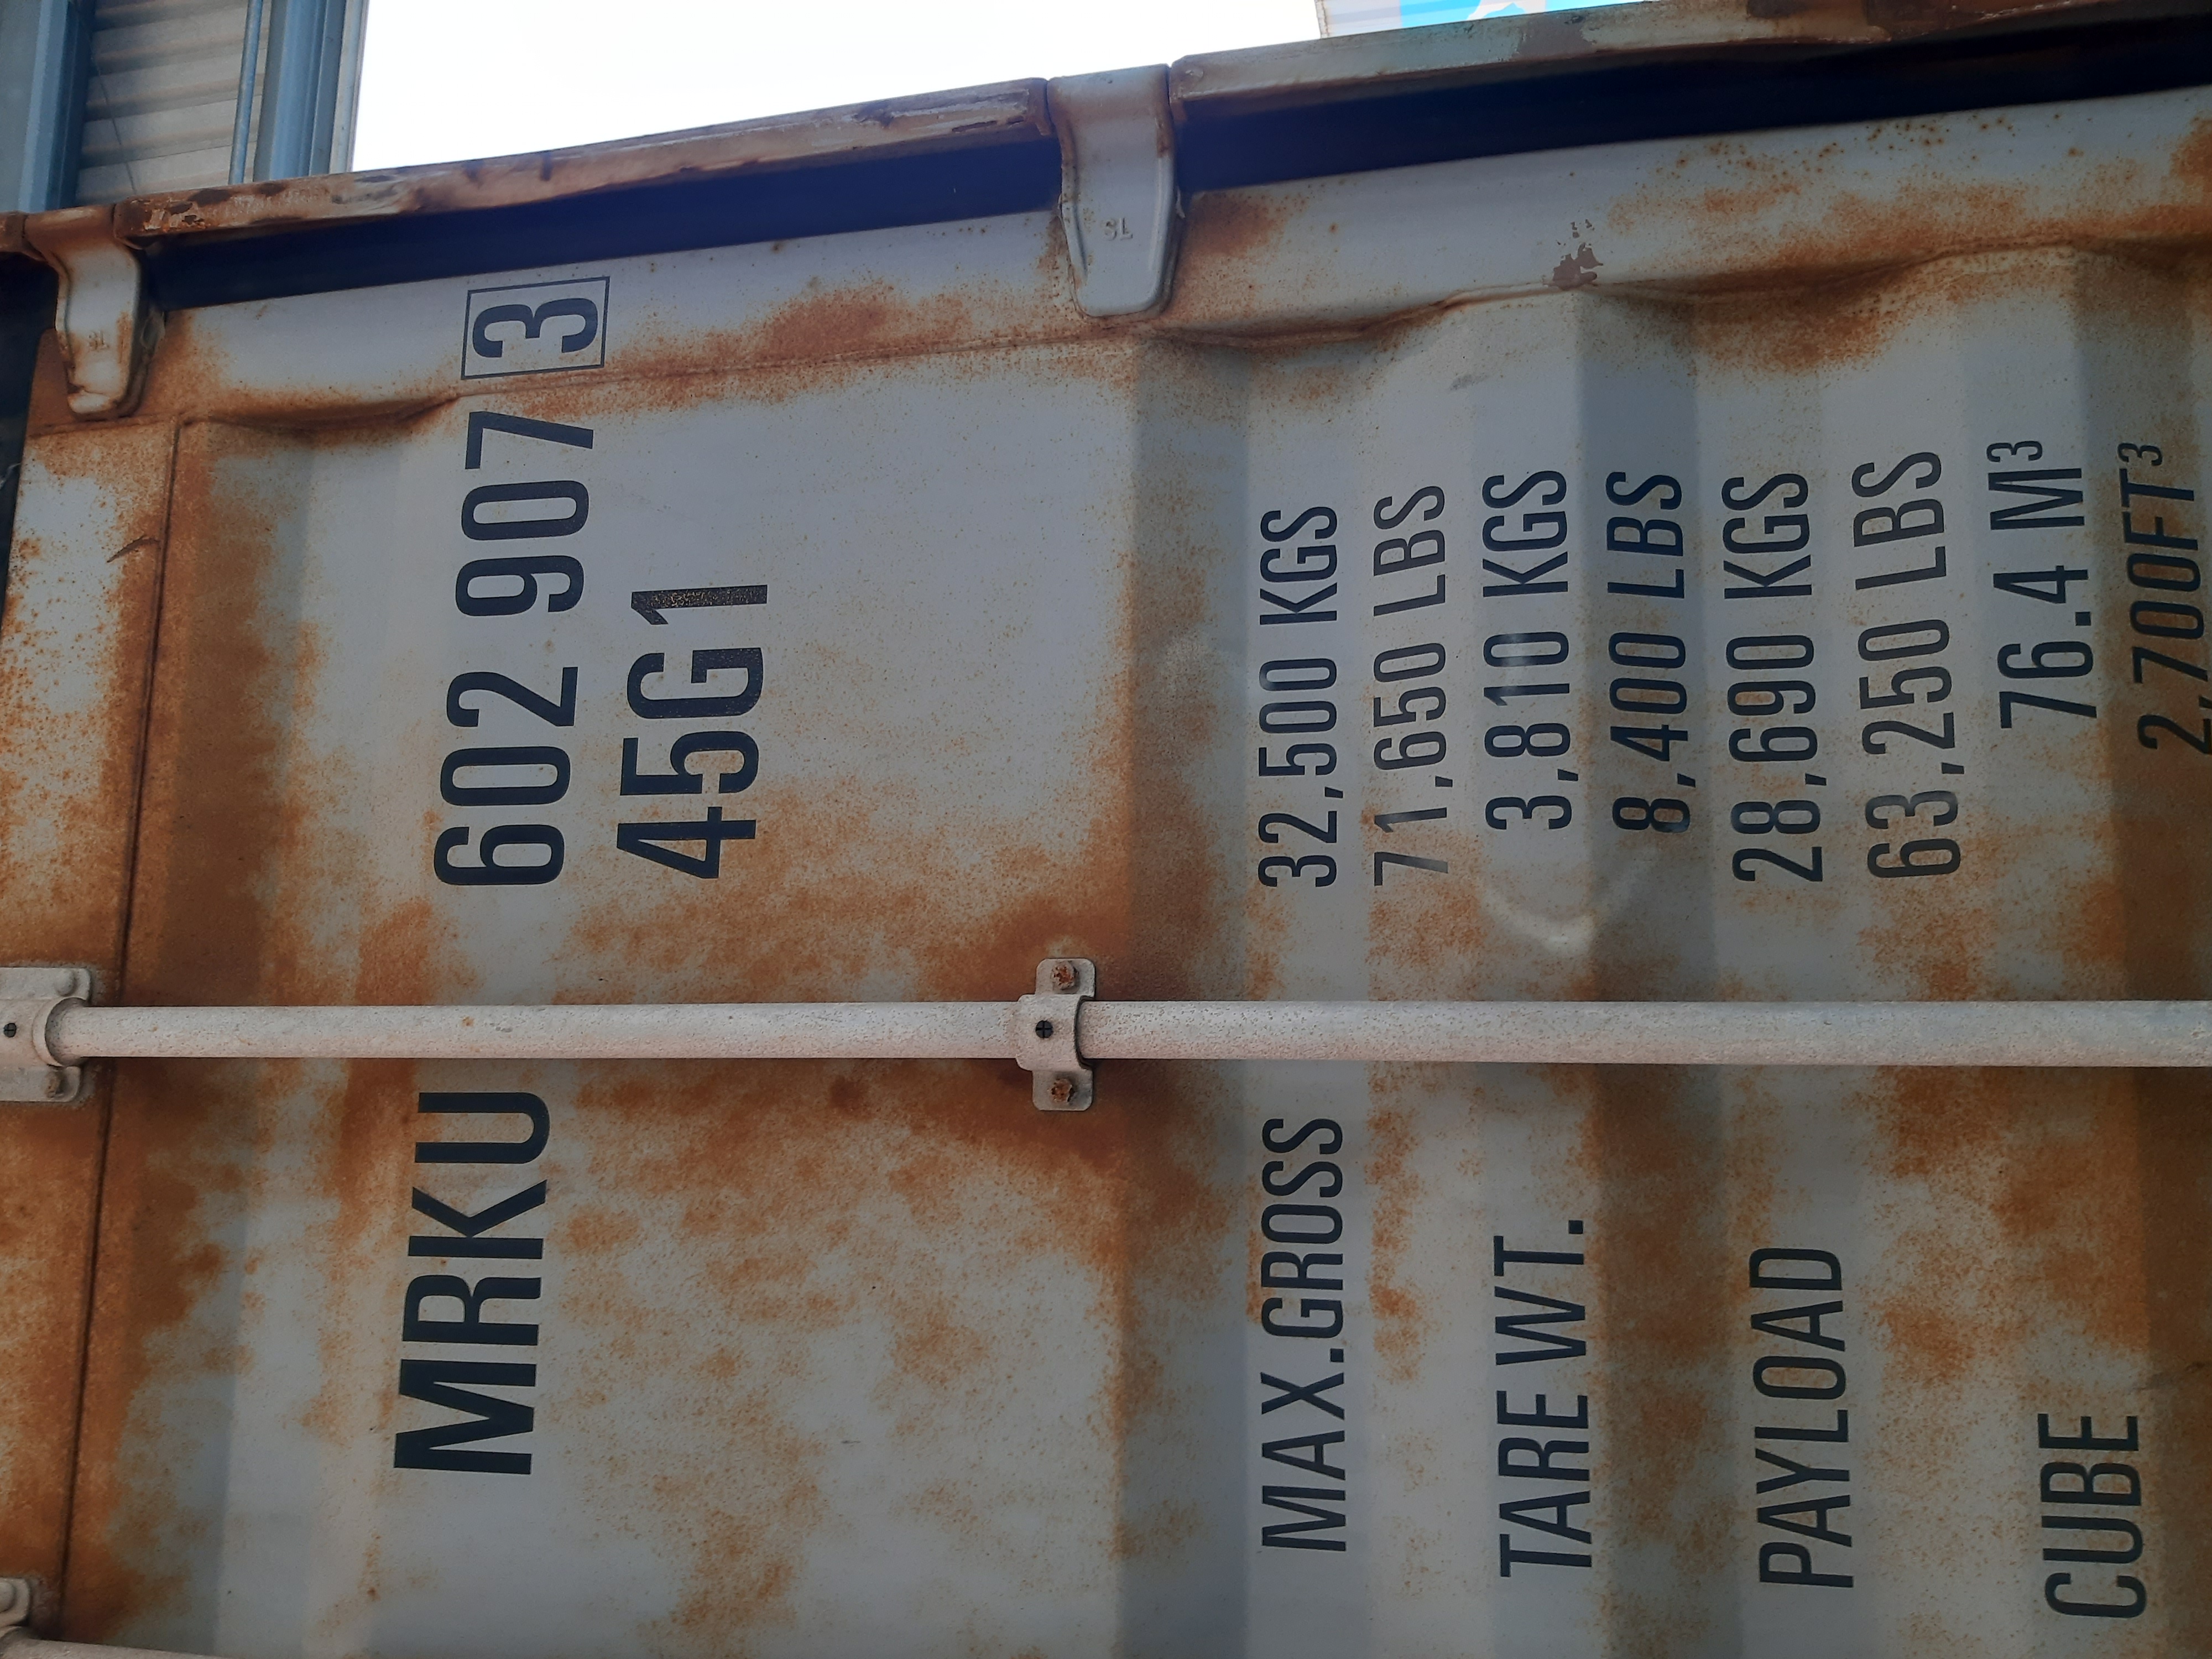 MRKU 602 907 3
45G1
MAX.GROSS 32,500 KGS
71,650 LBS
TARE WT. 3,810 KGS
8,400 LBS
PAYLOAD 28,690 KGS
63,250 LBS
CUBE 76.4 M³
2,700FT³
SL